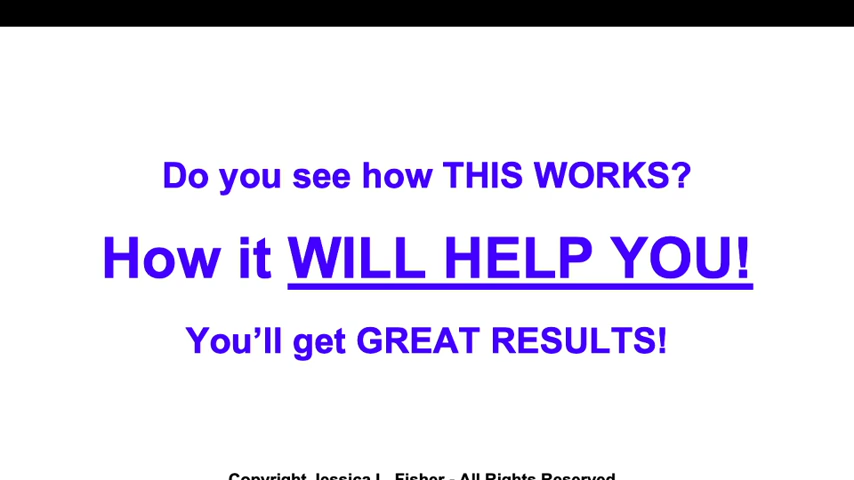 Do you see how THIS WORKS?
How it WILL HELP YOU!
You’ll get GREAT RESULTS!
Copyright Jessica L. Fisher - All Rights Reserved